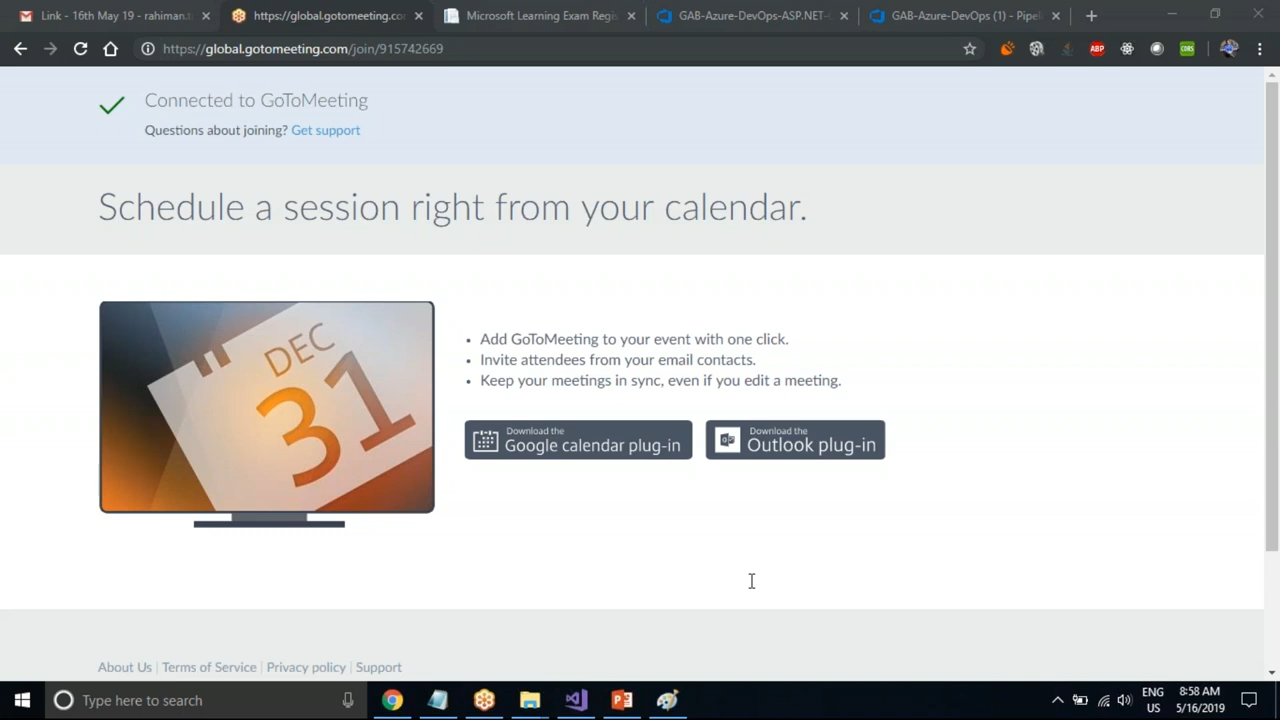 Link - 16th May 19 - rahiman.
https://global.gotomeeting.co
Microsoft Learning Exam Regis
GAB-Azure-DevOps-ASP.NET-
GAB-Azure-DevOps (1) - Pipel
https://global.gotomeeting.com/join/915742669
ABP
CORS
Connected to GoToMeeting
Questions about joining? Get support
Schedule a session right from your calendar.
DEC
31
• Add GoToMeeting to your event with one click.
• Invite attendees from your email contacts.
• Keep your meetings in sync, even if you edit a meeting.
Download the
Google calendar plug-in
Download the
Outlook plug-in
About Us | Terms of Service | Privacy policy | Support
Type here to search
ENG
US
8:58 AM
5/16/2019